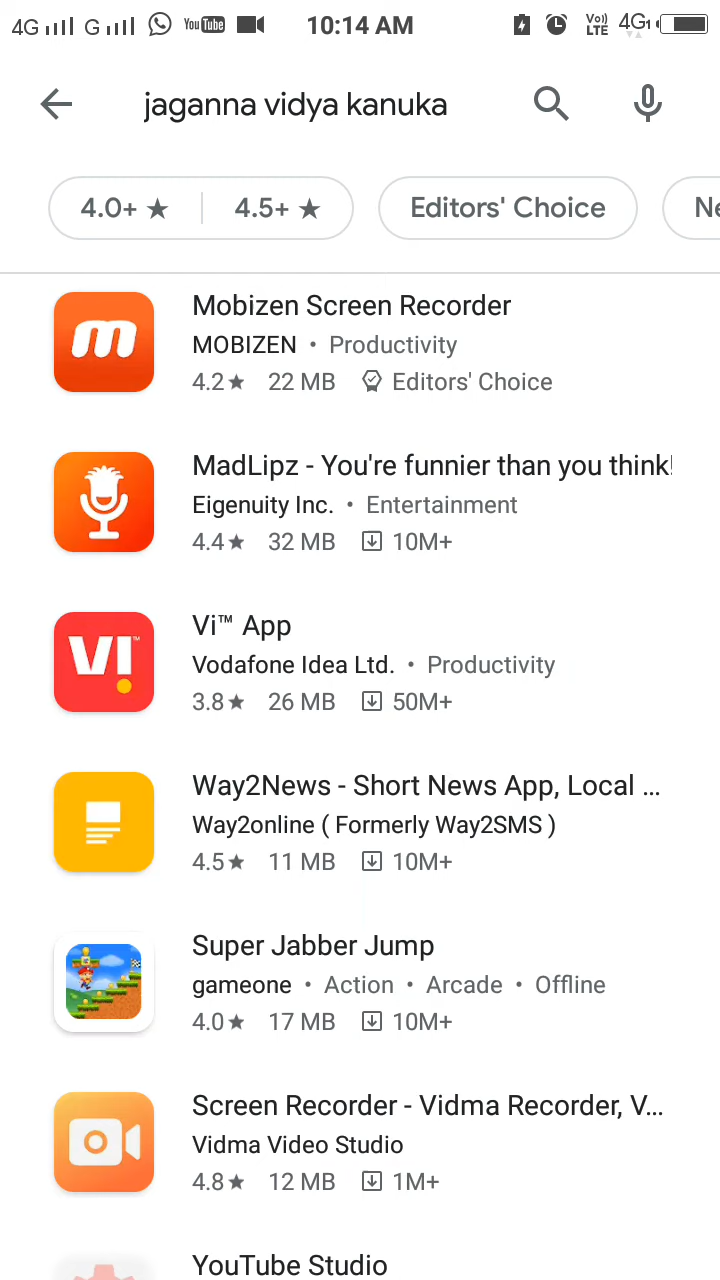 4G G YouTube 10:14 AM Vo) LTE 4G 1
jaganna vidya kanuka
4.0+ ★ 4.5+ ★ Editors' Choice Ne
Mobizen Screen Recorder
m
MOBIZEN • Productivity
4.2★ 22 MB Editors' Choice
MadLipz - You're funnier than you think!
Eigenuity Inc. • Entertainment
4.4★ 32 MB 10M+
Vi™ App
VI™
Vodafone Idea Ltd. • Productivity
3.8★ 26 MB 50M+
Way2News - Short News App, Local ...
Way2online ( Formerly Way2SMS )
4.5★ 11 MB 10M+
Super Jabber Jump
gameone • Action • Arcade • Offline
4.0★ 17 MB 10M+
Screen Recorder - Vidma Recorder, V...
Vidma Video Studio
4.8★ 12 MB 1M+
YouTube Studio